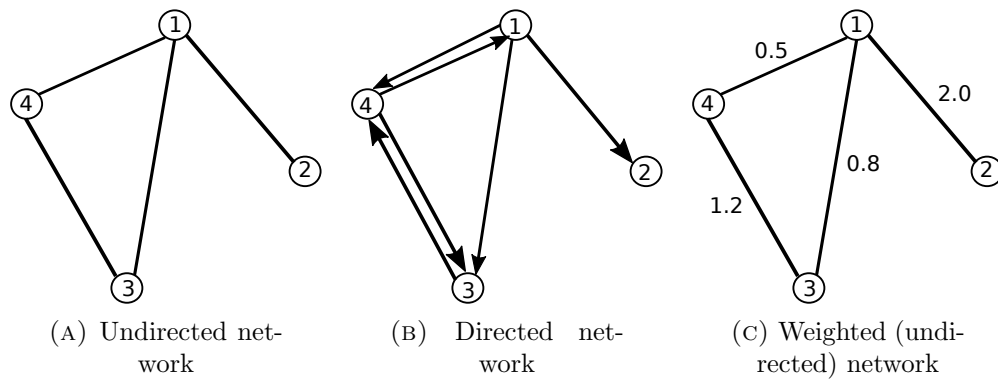 1
4
2
3
(A) Undirected net-
work
1
4
2
3
(B) Directed net-
work
1
0.5
4
2.0
0.8
2
1.2
3
(C) Weighted (undi-
rected) network